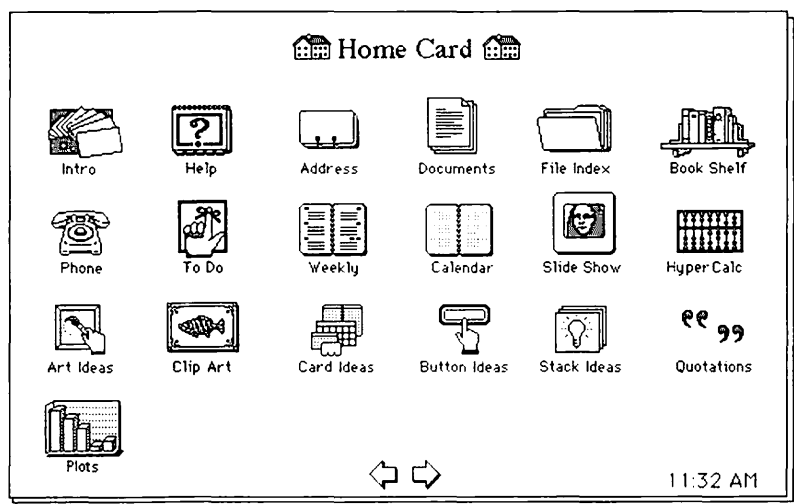 Home Card
Intro Help Address Documents File Index Book Shelf
?
Phone To Do Weekly Calendar Slide Show HyperCalc
Art Ideas Clip Art Card Ideas Button Ideas Stack Ideas Quotations
Plots
11:32 AM